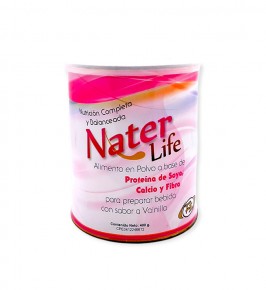 Nutrición Completa
y Balanceada
Nater
Life
Alimento en Polvo a base de
Proteína de Soya,
Calcio y Fibra
para preparar bebida
con sabor a Vainilla
Contenido Neto: 400 g